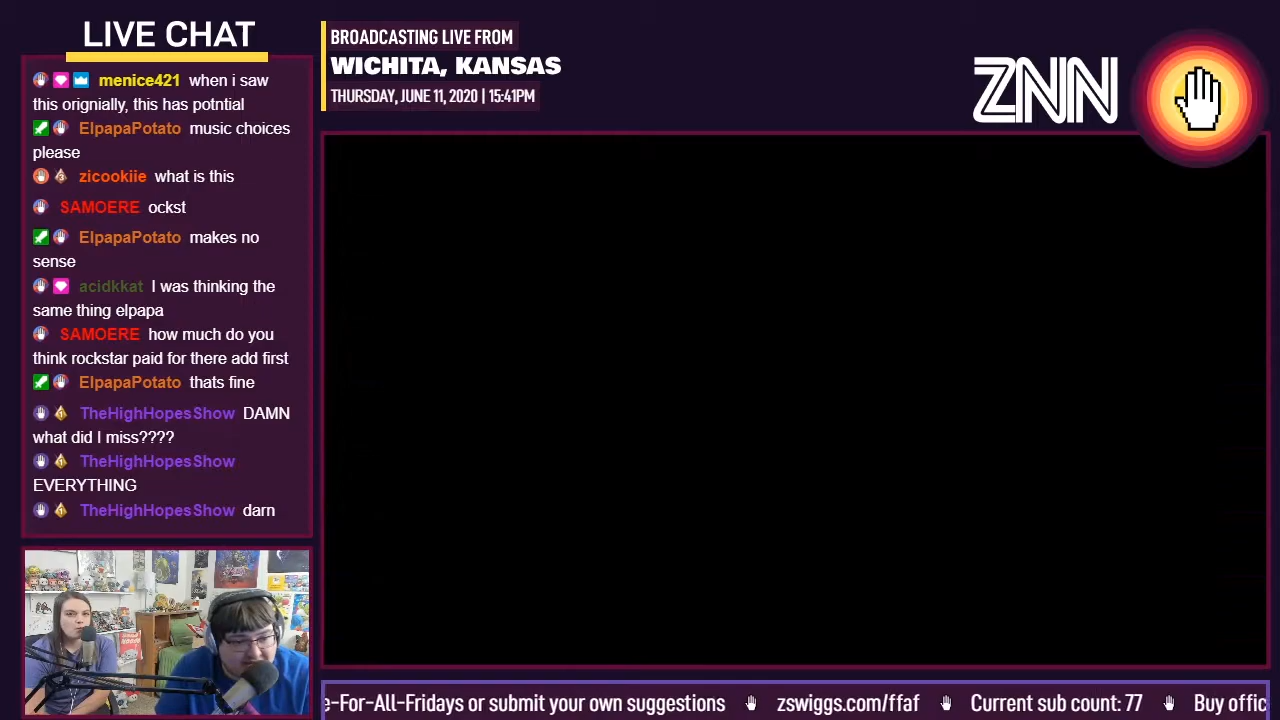 LIVE CHAT
menice421 when i saw
this orignially, this has potntial
ElpapaPotato music choices
please
zicookiie what is this
SAMOERE ockst
ElpapaPotato makes no
sense
acidkkat I was thinking the
same thing elpapa
SAMOERE how much do you
think rockstar paid for there add first
ElpapaPotato thats fine
TheHighHopesShow DAMN
what did I miss????
TheHighHopesShow
EVERYTHING
TheHighHopesShow darn
BROADCASTING LIVE FROM
WICHITA, KANSAS
THURSDAY, JUNE 11, 2020 | 15:41PM
ZNN
e-For-All-Fridays or submit your own suggestions zswiggs.com/ffaf Current sub count: 77 Buy offic